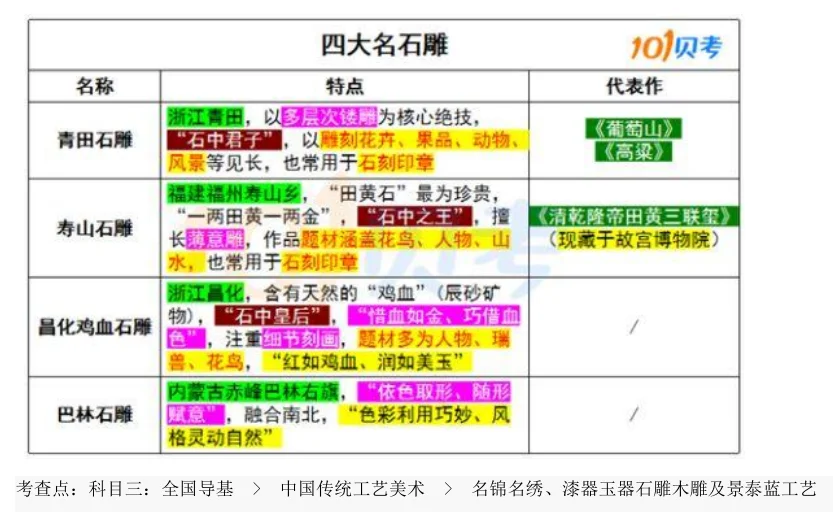 四大名石雕
101贝考
名称
特点
代表作
青田石雕
浙江青田，以多层次镂雕为核心绝技，
“石中君子”，以雕刻花卉、果品、动物、
风景等见长，也常用于石刻印章
《葡萄山》
《高粱》
寿山石雕
福建福州寿山乡，“田黄石”最为珍贵，
“一两田黄一两金”，“石中之王”，擅
长薄意雕，作品题材涵盖花鸟、人物、山
水，也常用于石刻印章
《清乾隆帝田黄三联玺》
（现藏于故宫博物院）
昌化鸡血石雕
浙江昌化，含有天然的“鸡血”（辰砂矿
物），“石中皇后”，“惜血如金、巧借血
色”，注重细节刻画，题材多为人物、瑞
兽、花鸟，“红如鸡血、润如美玉”
/
巴林石雕
内蒙古赤峰巴林右旗，“依色取形、随形
赋意”，融合南北，“色彩利用巧妙、风
格灵动自然”
/
考查点：科目三：全国导基 > 中国传统工艺美术 > 名锦名绣、漆器玉器石雕木雕及景泰蓝工艺